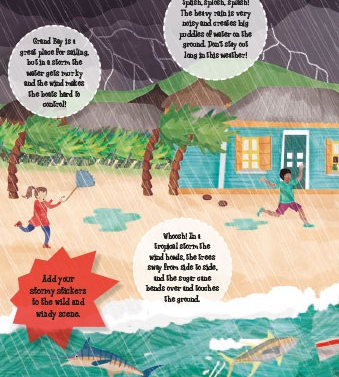 Splish, splosh, splash!
The heavy rain is very
noisy and creates big
puddles of water on the
ground. Don't stay out
long in this weather!
Grand Bay is a
great place for sailing,
but in a storm the
water gets murky
and the wind makes
the boats hard to
control!
Whoosh! In a
tropical storm the
wind howls, the trees
sway from side to side,
and the sugar cane
bends over and touches
the ground.
Add your
stormy stickers
to the wild and
windy scene.